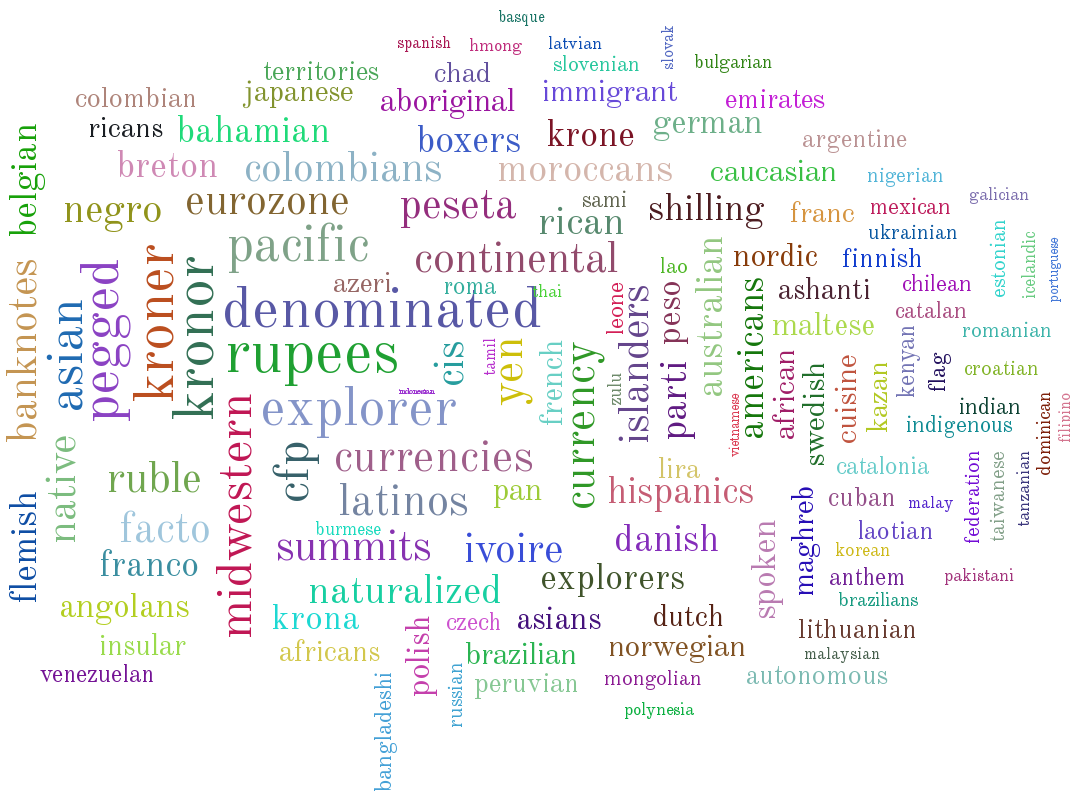 basque
spanish
hmong
latvian
slovak
bulgarian
territories
chad
slovenian
colombian
japanese
aboriginal
immigrant
emirates
ricans
bahamian
boxers
krone
german
argentine
belgian
breton
colombians
moroccans
caucasian
nigerian
galician
negro
eurozone
peseta
sami
rican
shilling
franc
mexican
ukrainian
pacific
continental
nordic
finnish
estonian
icelandic
portuguese
banknotes
asian
pegged
kroner
kronor
azeri
roma
thai
lao
leone
australian
ashanti
chilean
denominated
islanders
peso
americans
maltese
catalan
romanian
rupees
cis
tamil
yen
french
currency
zulu
parti
african
swedish
cuisine
kazan
kenyan
flag
croatian
indonesian
explorer
vietnamese
indian
indigenous
dominican
filipino
native
midwestern
cfp
currencies
lira
catalonia
federation
taiwanese
tanzanian
flemish
ruble
latinos
pan
hispanics
maghreb
cuban
malay
facto
burmese
summits
ivoire
danish
spoken
laotian
korean
franco
explorers
anthem
pakistani
angolans
naturalized
brazilians
krona
czech
asians
dutch
lithuanian
insular
africans
polish
brazilian
norwegian
malaysian
venezuelan
bangladeshi
russian
peruvian
mongolian
autonomous
polynesia